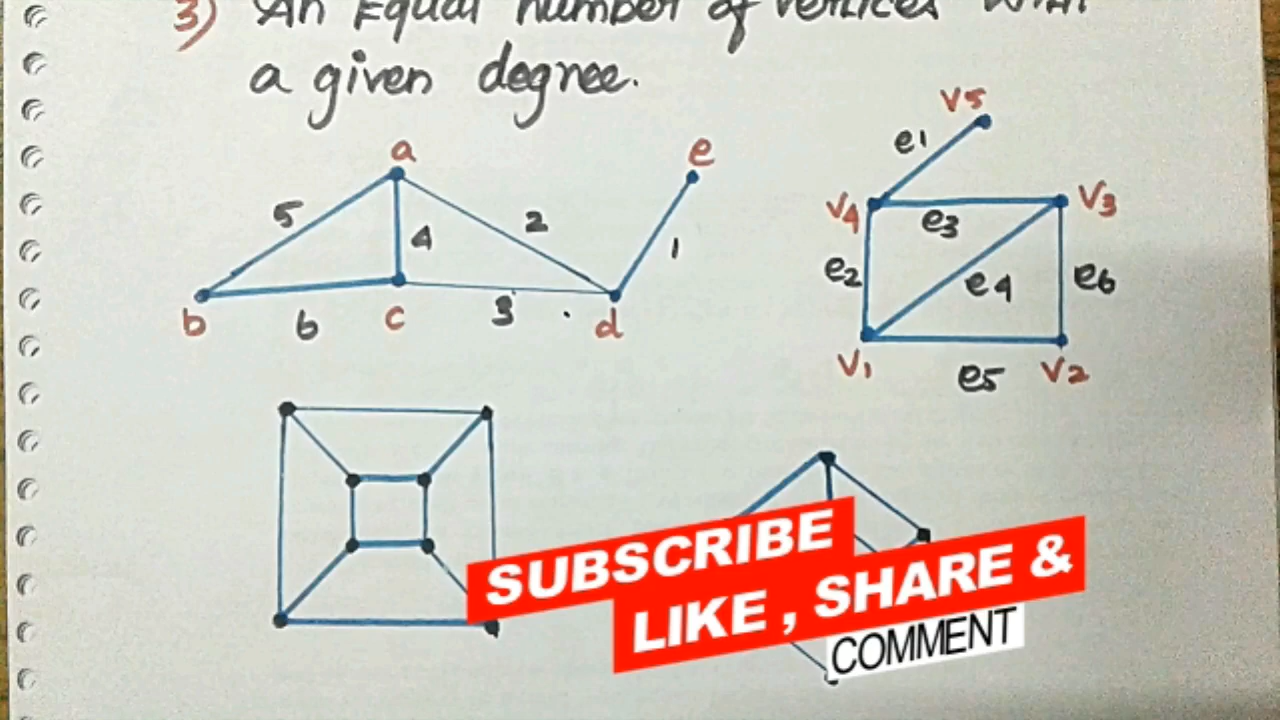 3) An Equal number of vertices with
a given degree.
a
e
5
4
2
1
b
6
c
3
d
V5
e1
V4
e3
V3
e2
e4
e6
V1
e5
V2
SUBSCRIBE
LIKE , SHARE &
COMMENT